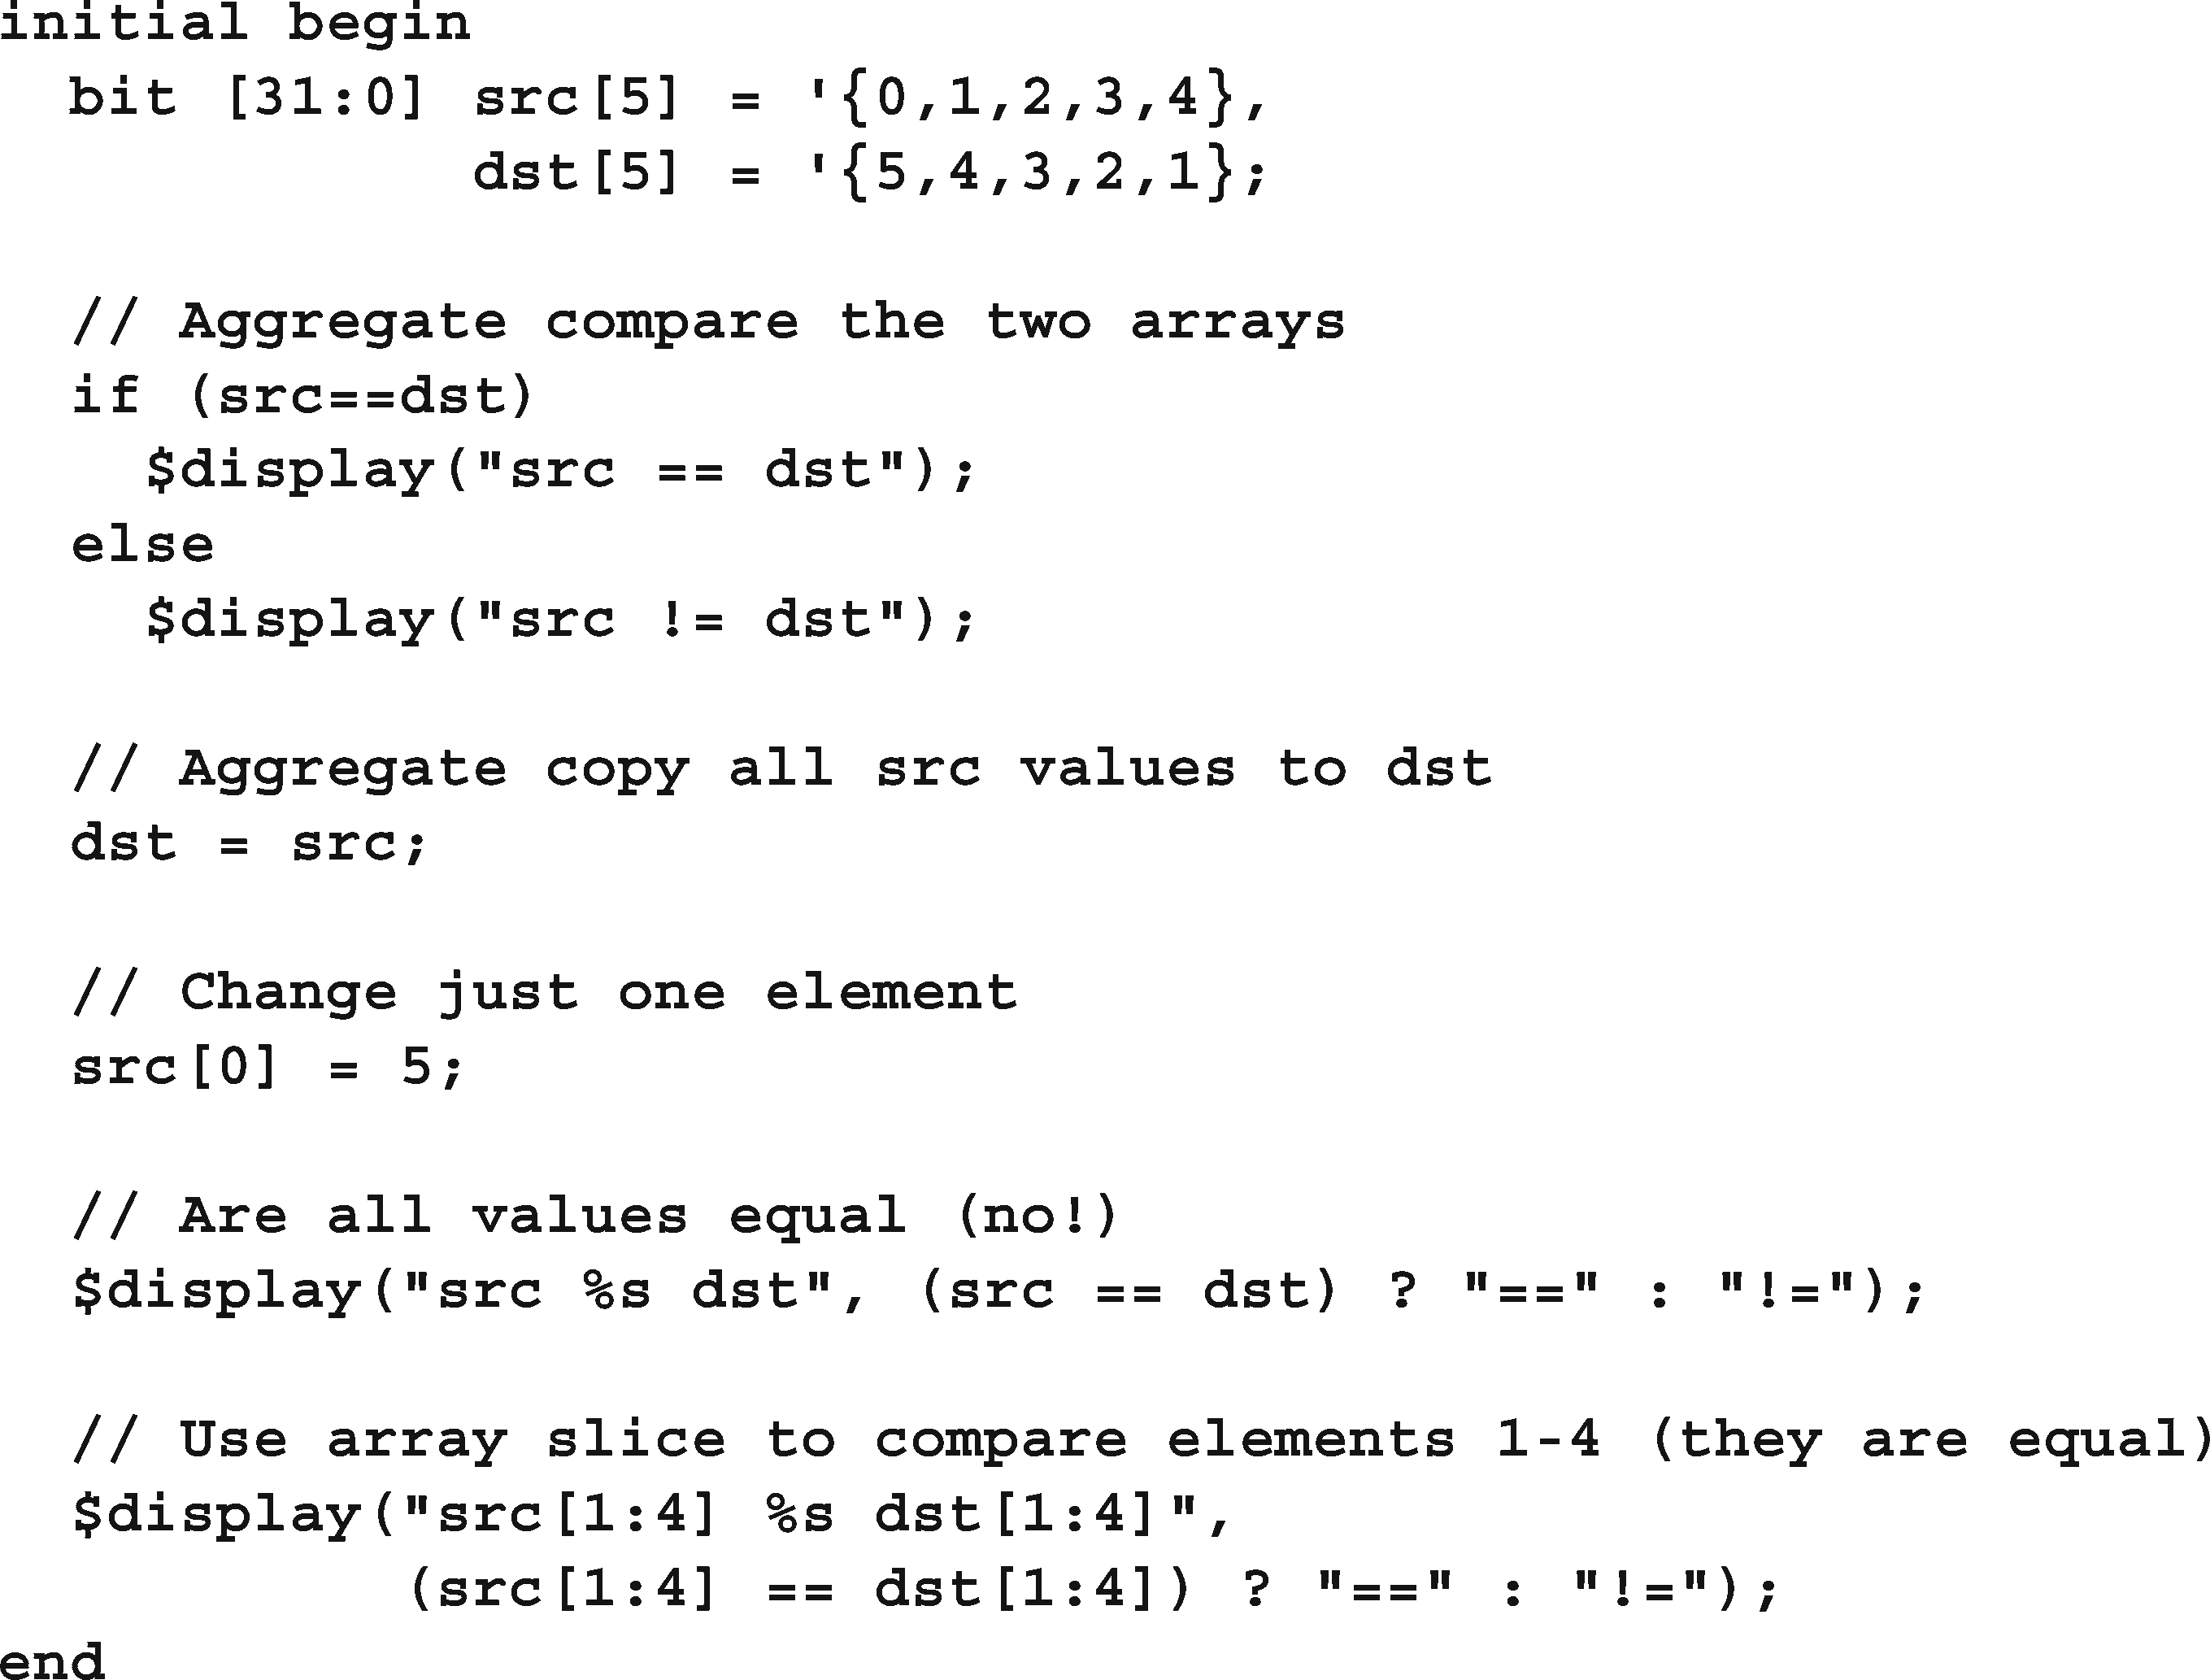 initial begin
  bit [31:0] src[5] = '{0,1,2,3,4},
             dst[5] = '{5,4,3,2,1};

  // Aggregate compare the two arrays
  if (src==dst)
    $display("src == dst");
  else
    $display("src != dst");

  // Aggregate copy all src values to dst
  dst = src;

  // Change just one element
  src[0] = 5;

  // Are all values equal (no!)
  $display("src %s dst", (src == dst) ? "==" : "!=");

  // Use array slice to compare elements 1-4 (they are equal)
  $display("src[1:4] %s dst[1:4]",
           (src[1:4] == dst[1:4]) ? "==" : "!=");
end